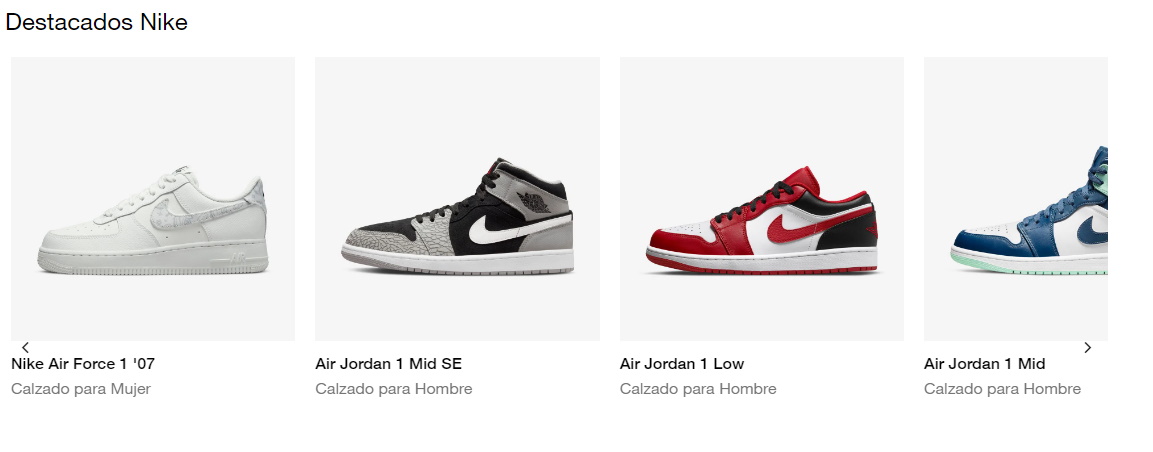 Destacados Nike
Nike Air Force 1 '07
Calzado para Mujer
Air Jordan 1 Mid SE
Calzado para Hombre
Air Jordan 1 Low
Calzado para Hombre
Air Jordan 1 Mid
Calzado para Hombre